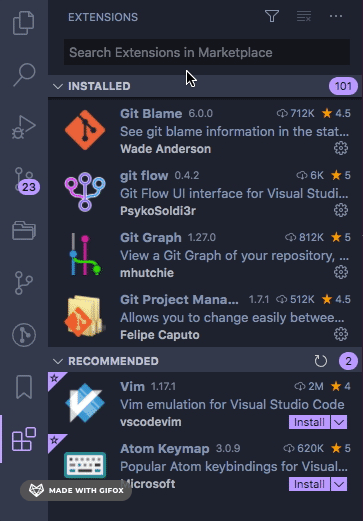 EXTENSIONS
Search Extensions in Marketplace
INSTALLED 101
Git Blame 6.0.0 712K 4.5
See git blame information in the stat...
Wade Anderson
23
git flow 0.4.2 6K 5
Git Flow UI interface for Visual Studi...
PsykoSoldi3r
Git Graph 1.27.0 812K 5
View a Git Graph of your repository, ...
mhutchie
Git Project Mana... 1.7.1 512K 4.5
Allows you to change easily betwee...
Felipe Caputo
RECOMMENDED 2
Vim 1.17.1 2M 4
Vim emulation for Visual Studio Code
vscodevim Install
Atom Keymap 3.0.9 620K 5
Popular Atom keybindings for Visual...
Microsoft Install
MADE WITH GIFOX